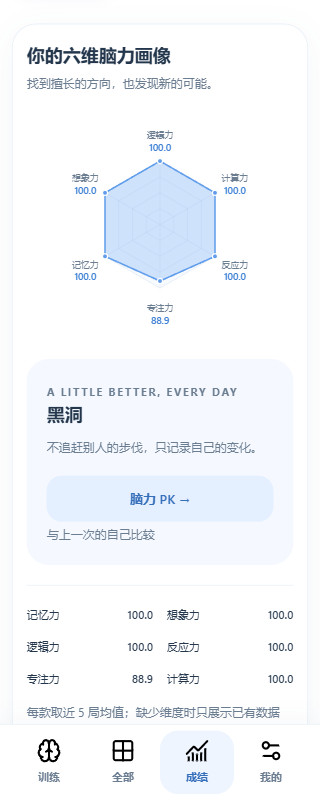 你的六维脑力画像
找到擅长的方向，也发现新的可能。
逻辑力
100.0
想象力
100.0
计算力
100.0
记忆力
100.0
反应力
100.0
专注力
88.9
A LITTLE BETTER, EVERY DAY
黑洞
不追赶别人的步伐，只记录自己的变化。
脑力 PK →
与上一次的自己比较
记忆力 100.0 想象力 100.0
逻辑力 100.0 反应力 100.0
专注力 88.9 计算力 100.0
每款取近 5 局均值；缺少维度时只展示已有数据
训练 全部 成绩 我的